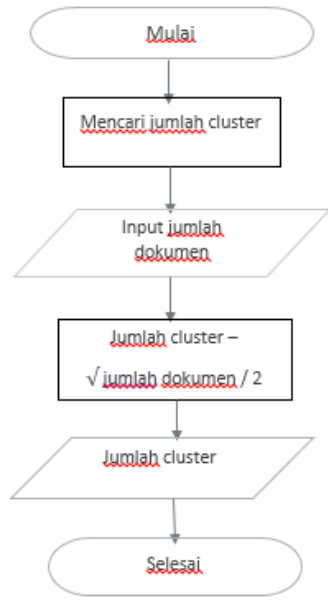 Mulai
Mencari jumlah cluster
Input jumlah
dokumen
Jumlah cluster –
√ jumlah dokumen / 2
Jumlah cluster
Selesai